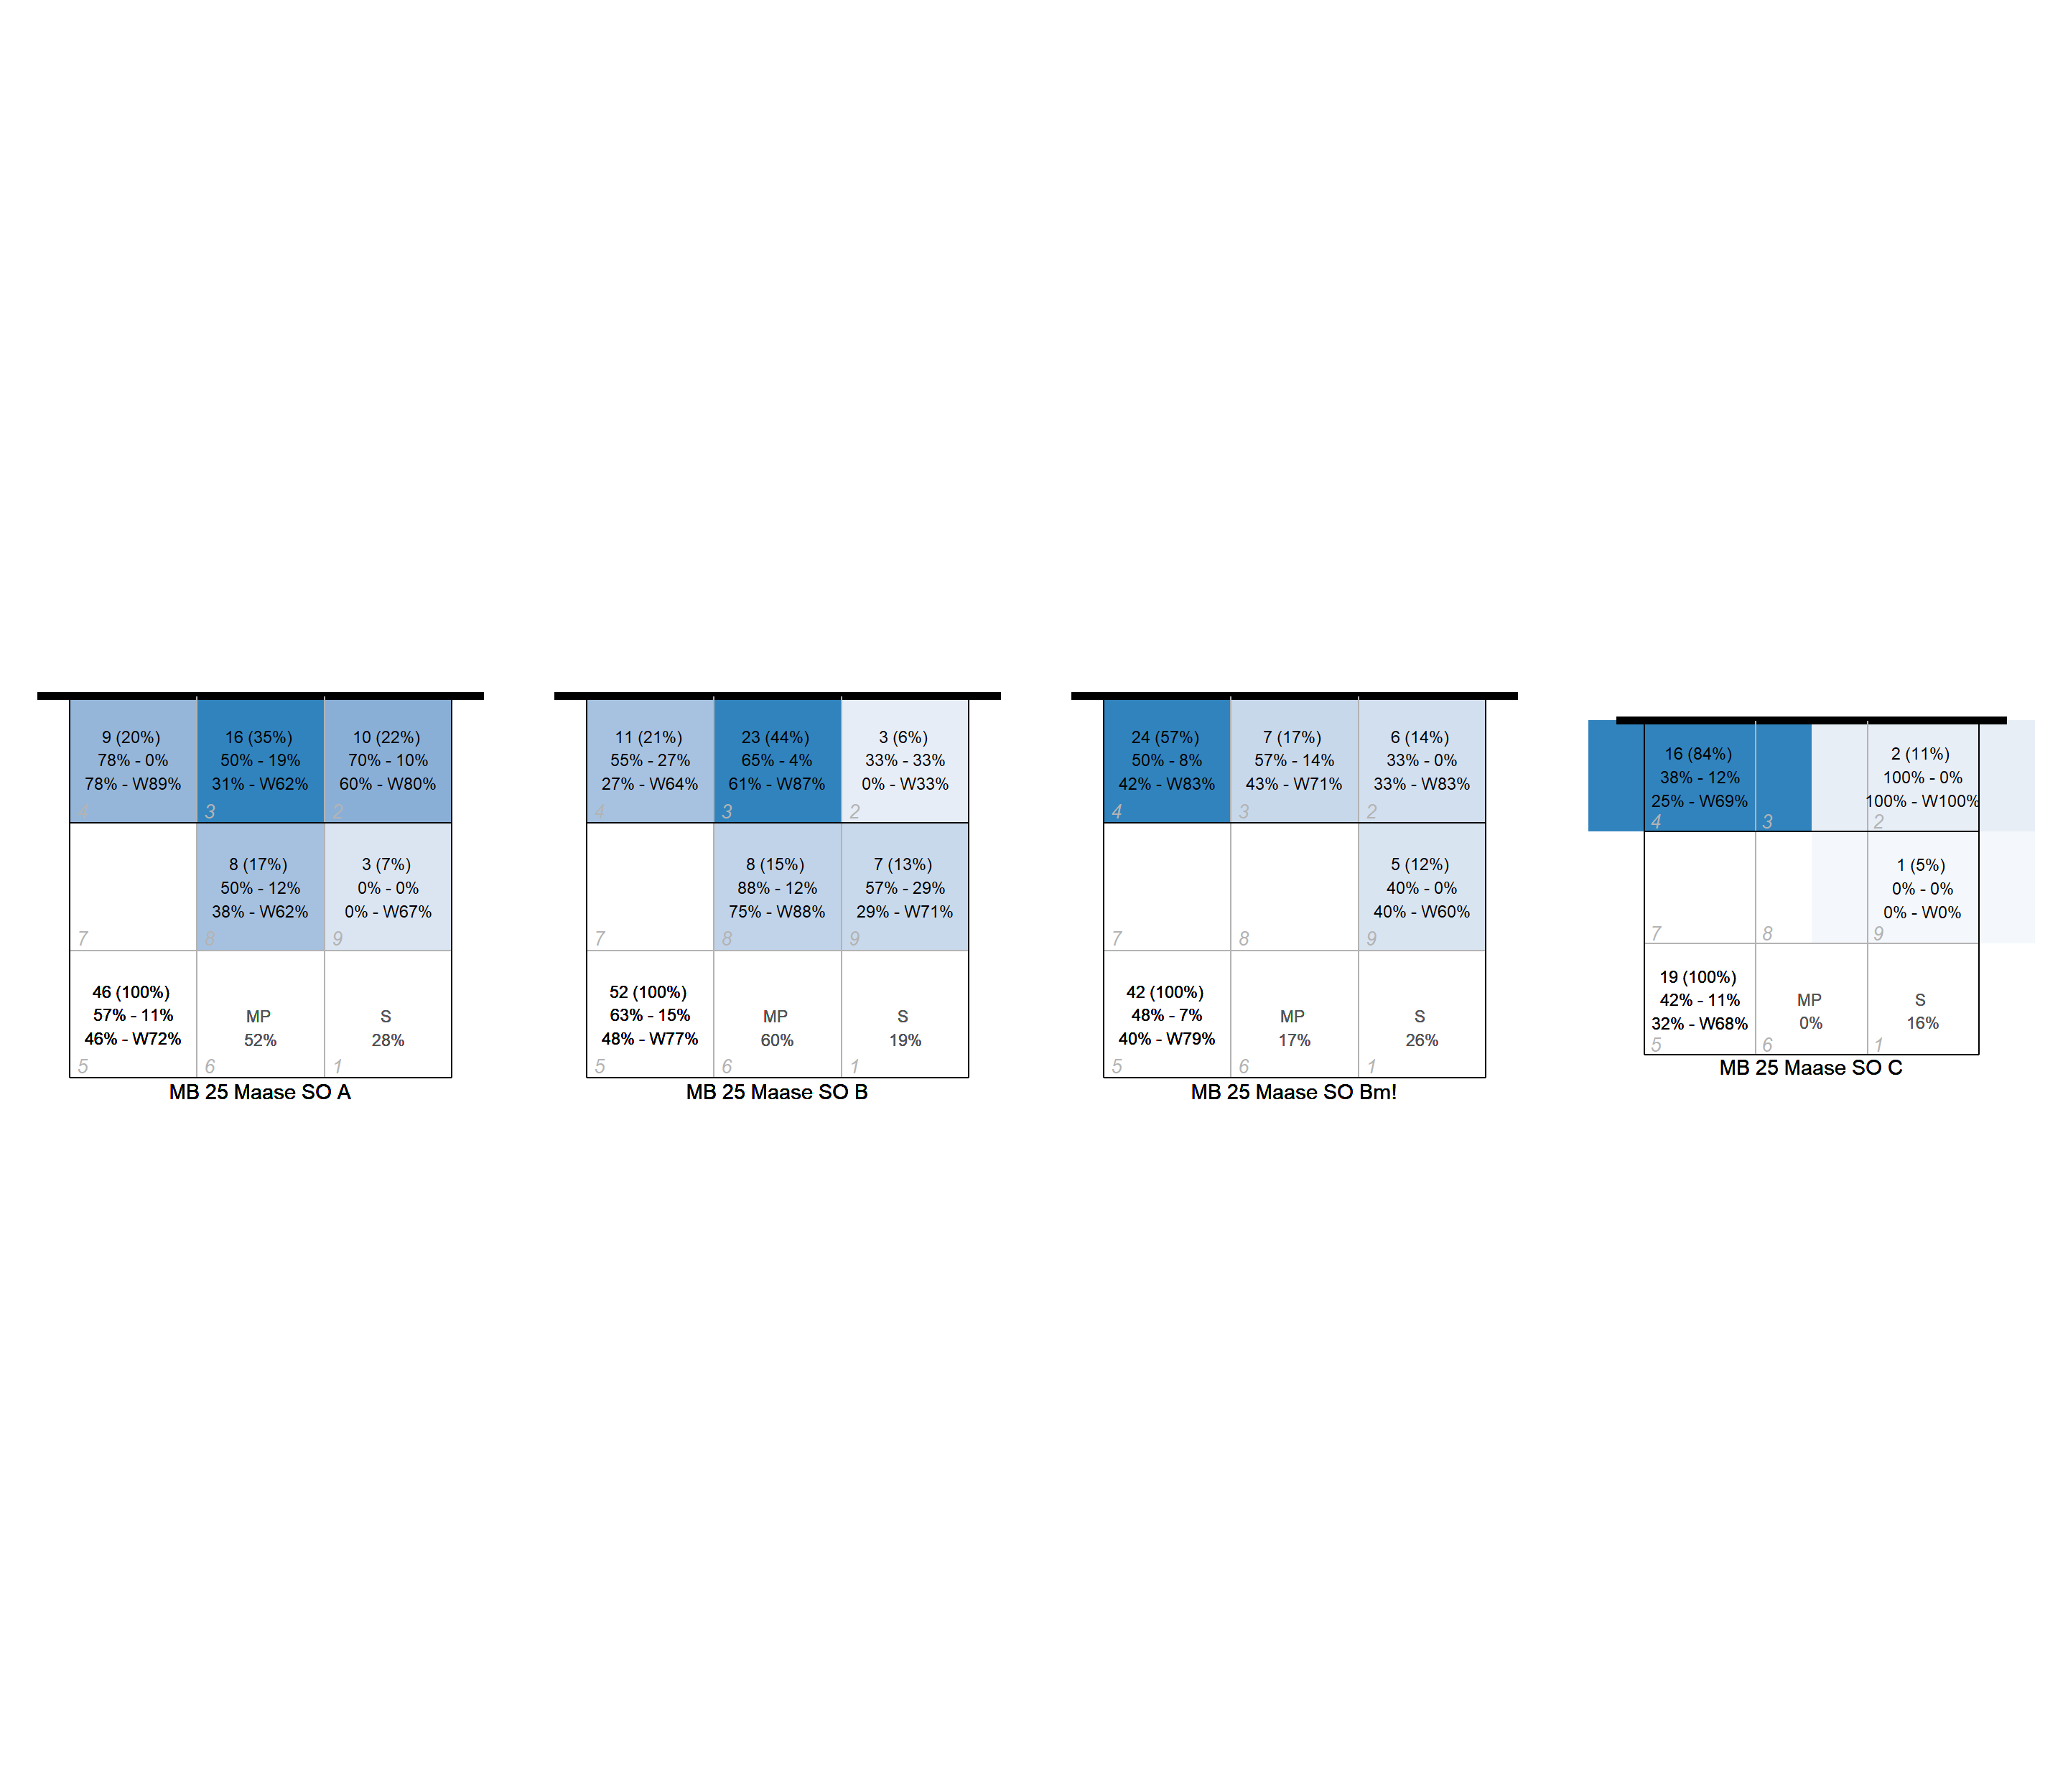 9 (20%)
78% - 0%
78% - W89%
4
16 (35%)
50% - 19%
31% - W62%
3
10 (22%)
70% - 10%
60% - W80%
2
7
8 (17%)
50% - 12%
38% - W62%
8
3 (7%)
0% - 0%
0% - W67%
9
46 (100%)
57% - 11%
46% - W72%
5
MP
52%
6
S
28%
1
MB 25 Maase SO A
11 (21%)
55% - 27%
27% - W64%
4
23 (44%)
65% - 4%
61% - W87%
3
3 (6%)
33% - 33%
0% - W33%
2
7
8 (15%)
88% - 12%
75% - W88%
8
7 (13%)
57% - 29%
29% - W71%
9
52 (100%)
63% - 15%
48% - W77%
5
MP
60%
6
S
19%
1
MB 25 Maase SO B
24 (57%)
50% - 8%
42% - W83%
4
7 (17%)
57% - 14%
43% - W71%
3
6 (14%)
33% - 0%
33% - W83%
2
7
8
5 (12%)
40% - 0%
40% - W60%
9
42 (100%)
48% - 7%
40% - W79%
5
MP
17%
6
S
26%
1
MB 25 Maase SO Bm!
16 (84%)
38% - 12%
25% - W69%
4
3
2 (11%)
100% - 0%
100% - W100%
2
7
8
1 (5%)
0% - 0%
0% - W0%
9
19 (100%)
42% - 11%
32% - W68%
5
MP
0%
6
S
16%
1
MB 25 Maase SO C